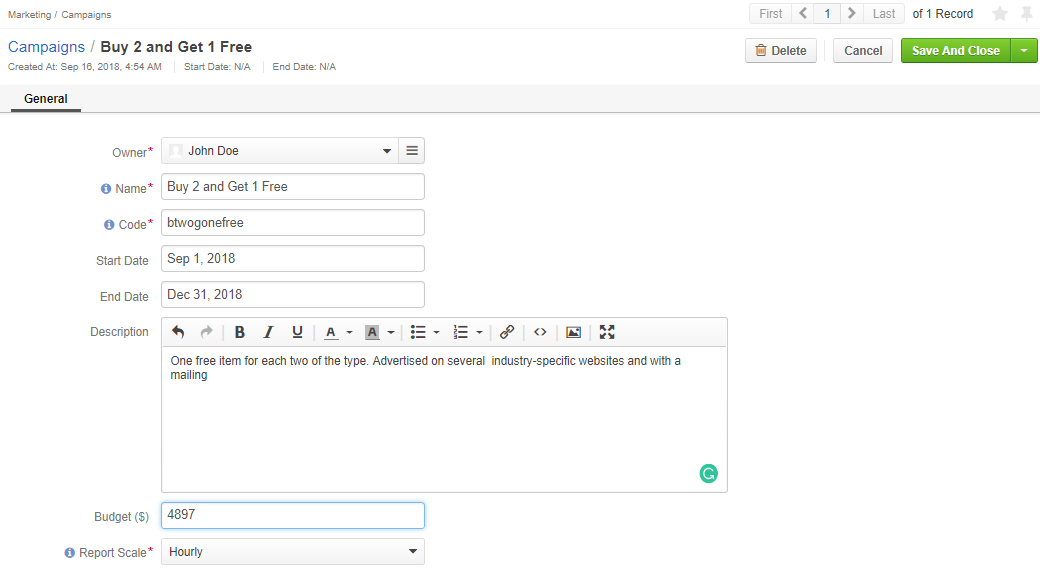 Marketing / Campaigns
First 1 Last of 1 Record
Campaigns / Buy 2 and Get 1 Free
Created At: Sep 16, 2018, 4:54 AM Start Date: N/A End Date: N/A
Delete Cancel Save And Close
General
Owner* John Doe
Name* Buy 2 and Get 1 Free
Code* btwogonefree
Start Date Sep 1, 2018
End Date Dec 31, 2018
Description B I U A A
One free item for each two of the type. Advertised on several industry-specific websites and with a
mailing
Budget ($) 4897
Report Scale* Hourly